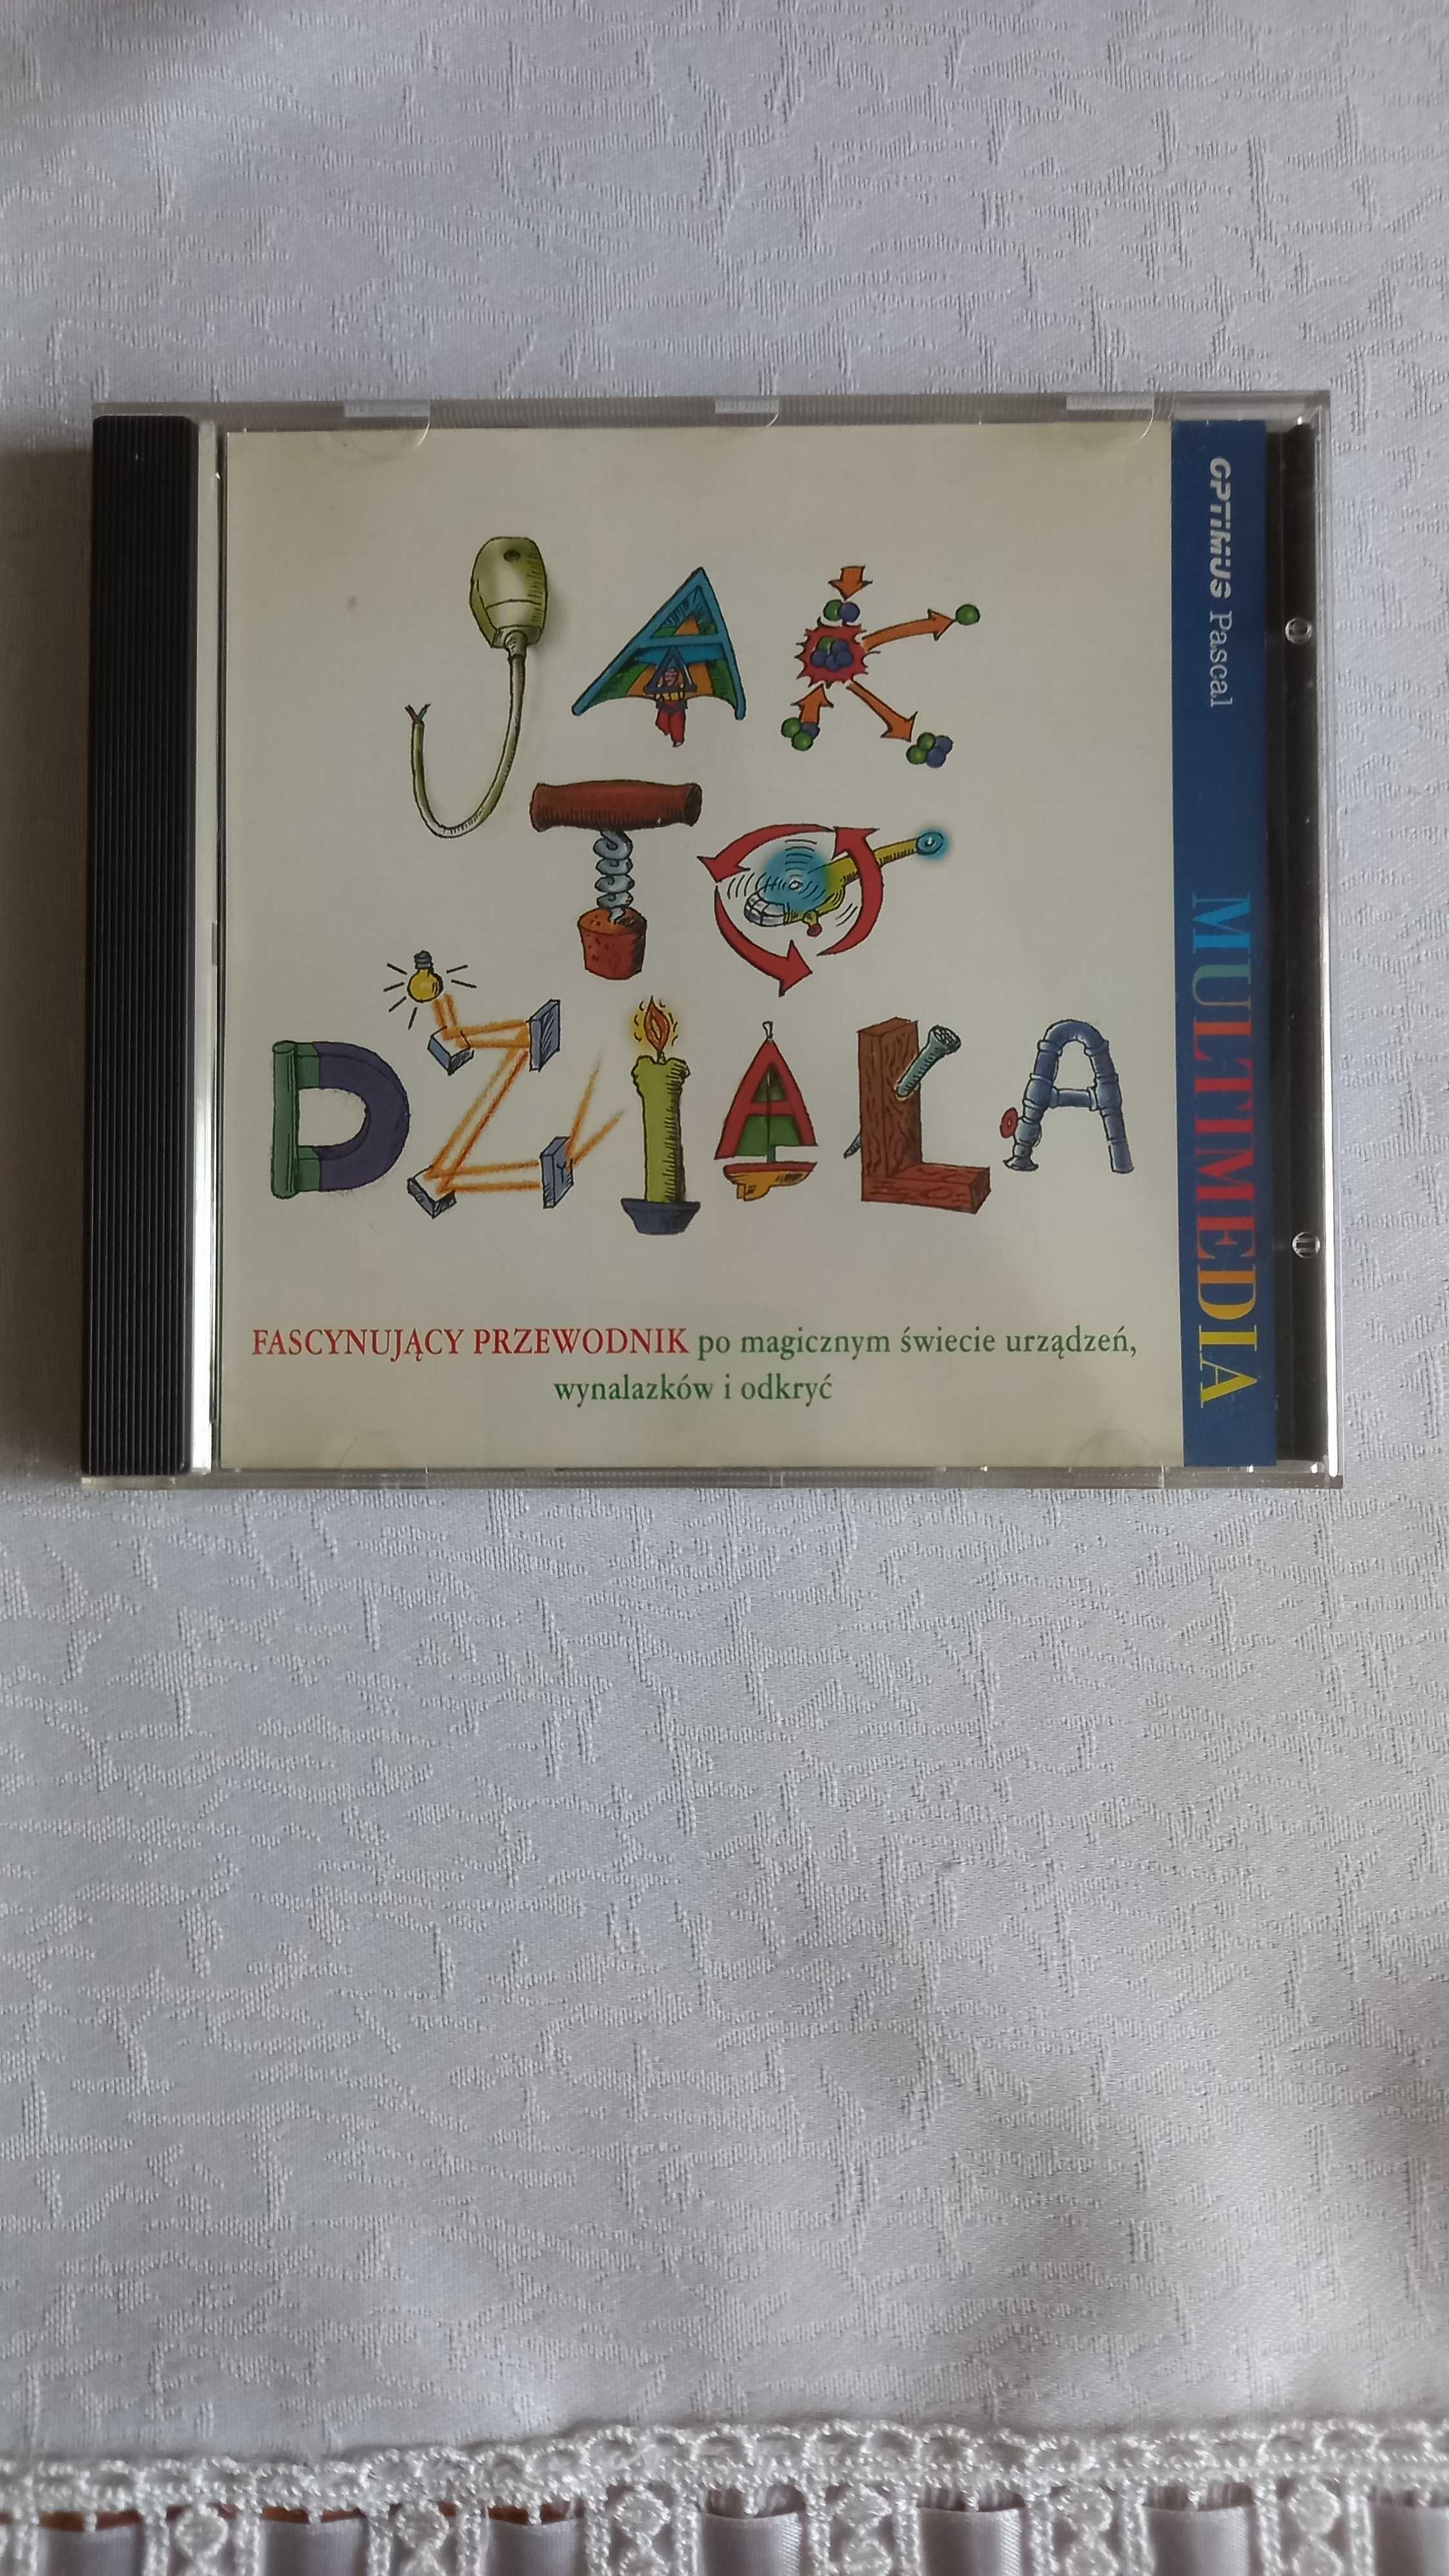 JAK
TO
DZIAŁA
FASCYNUJĄCY PRZEWODNIK po magicznym świecie urządzeń,
wynalazków i odkryć
OPTIMUS Pascal
MULTIMEDIA